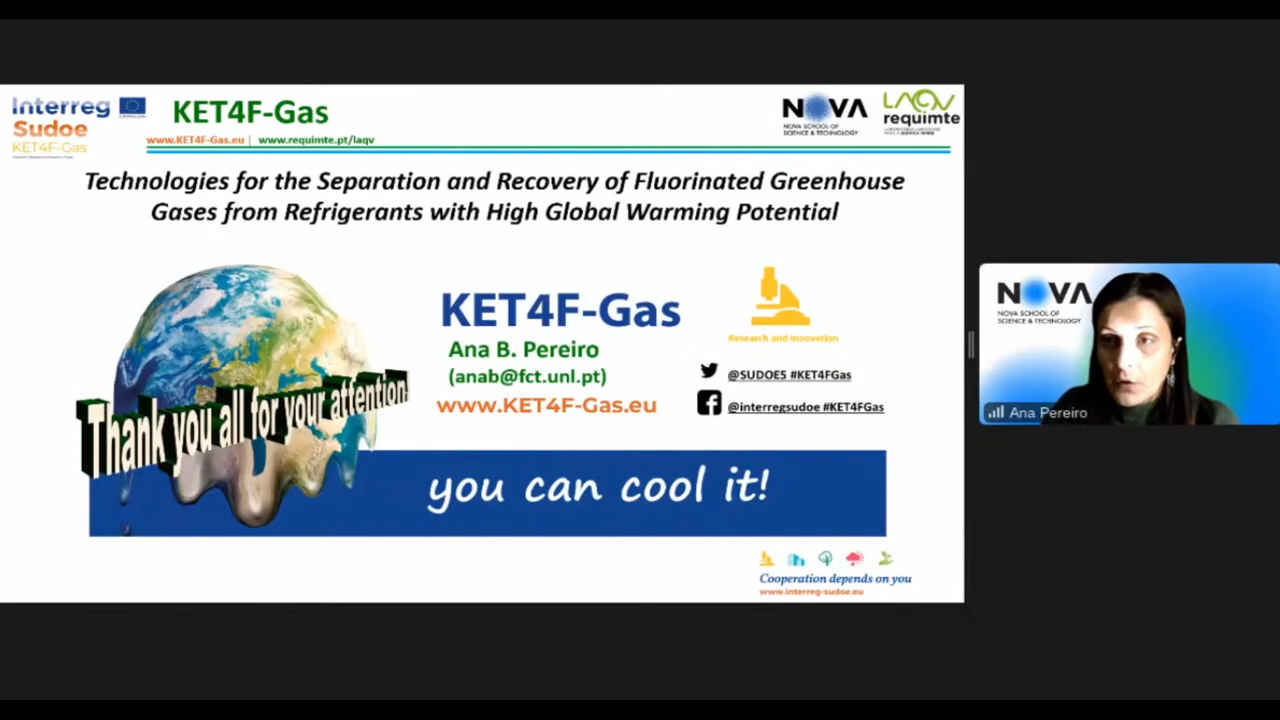 Interreg
Sudoe
KET4F-Gas
KET4F-Gas
www.KET4F-Gas.eu | www.requimte.pt/laqv
NOVA
NOVA SCHOOL OF
SCIENCE & TECHNOLOGY
LAQV
requimte
Technologies for the Separation and Recovery of Fluorinated Greenhouse
Gases from Refrigerants with High Global Warming Potential
Thank you all for your attention!
KET4F-Gas
Ana B. Pereiro
(anab@fct.unl.pt)
www.KET4F-Gas.eu
Research and Innovation
@SUDOE5 #KET4FGas
@interregsudoe #KET4FGas
you can cool it!
Cooperation depends on you
www.interreg-sudoe.eu
NOVA
NOVA SCHOOL OF
SCIENCE & TECHNOLOGY
Ana Pereiro